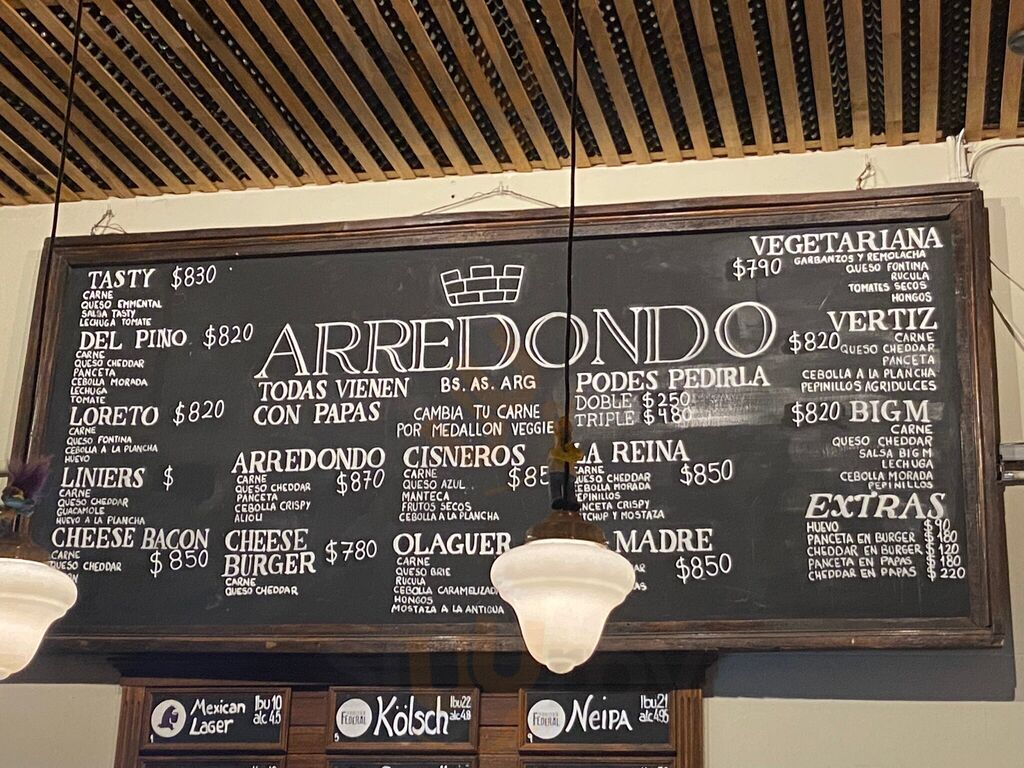 TASTY $830
CARNE
QUESO EMMENTAL
SALSA TASTY
LECHUGA TOMATE
DEL PINO $820
CARNE
QUESO CHEDDAR
PANCETA
CEBOLLA MORADA
LECHUGA
TOMATE
LORETO $820
CARNE
QUESO FONTINA
CEBOLLA A LA PLANCHA
HUEVO
LINIERS $
CARNE
QUESO CHEDDAR
GUACAMOLE
HUEVO A LA PLANCHA
CHEESE BACON
$850
CARNE
QUESO CHEDDAR
ARREDONDO
TODAS VIENEN
CON PAPAS
BS. AS. ARG
CAMBIA TU CARNE
POR MEDALLON VEGGIE
PODES PEDIRLA
DOBLE $250
TRIPLE $480
ARREDONDO
$870
CARNE
QUESO CHEDDAR
PANCETA
CEBOLLA CRISPY
ALIOLI
CHEESE
BURGER $780
CARNE
QUESO CHEDDAR
CISNEROS
CARNE
QUESO AZUL
MANTECA
FRUTOS SECOS
CEBOLLA A LA PLANCHA
OLAGUER
CARNE
QUESO BRIE
RUCULA
CEBOLLA
HONGOS
MOSTAZA A LA ANTIGUA
LA REINA
$850
CARNE
QUESO CHEDDAR
CEBOLLA MORADA
PEPINILLOS
PANCETA CRISPY
KETCHUP Y MOSTAZA
MADRE
$850
VEGETARIANA
$790
GARBANZOS Y REMOLACHA
QUESO FONTINA
RUCULA
TOMATES SECOS
HONGOS
VERTIZ
$820
CARNE
QUESO CHEDDAR
PANCETA
CEBOLLA A LA PLANCHA
PEPINILLOS AGRIDULCES
$820 BIG M
CARNE
QUESO CHEDDAR
SALSA BIG M
LECHUGA
CEBOLLA MORADA
PEPINILLOS
EXTRAS
HUEVO $90
PANCETA EN BURGER $180
CHEDDAR EN BURGER $120
PANCETA EN PAPAS $180
CHEDDAR EN PAPAS $220
1 Mexican Lager Ibu 10 alc 4.5
5 FEDERAL Kölsch Ibu 22 alc 4.8
9 FEDERAL Neipa Ibu 21 alc 4.95